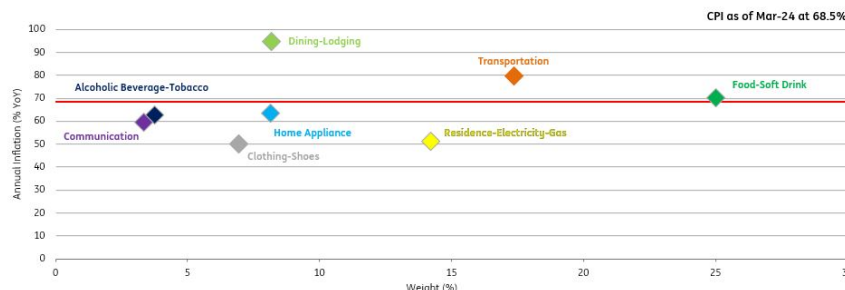 CPI as of Mar-24 at 68.5%
Annual Inflation (% YoY)
100
90
80
70
60
50
40
30
20
10
0
Dining-Lodging
Transportation
Food-Soft Drink
Alcoholic Beverage-Tobacco
Communication
Home Appliance
Residence-Electricity-Gas
Clothing-Shoes
0 5 10 15 20 25
Weight (%)